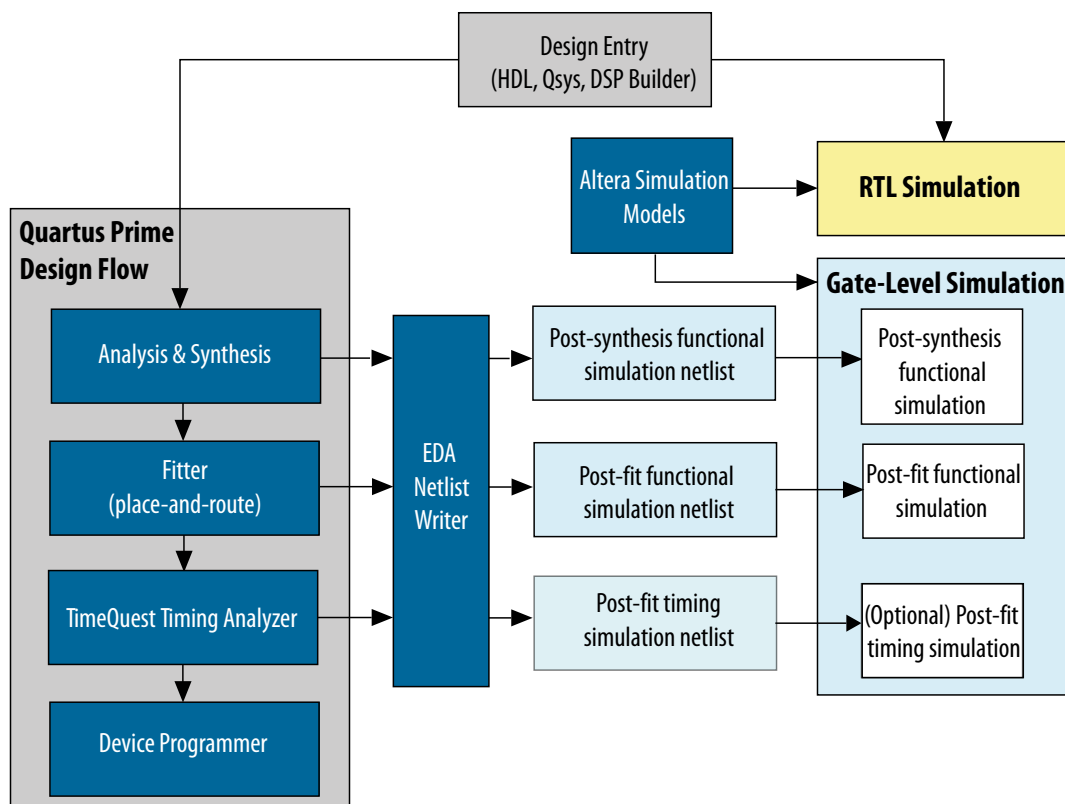 Design Entry
(HDL, Qsys, DSP Builder)
Altera Simulation
Models
RTL Simulation
Quartus Prime
Design Flow
Gate-Level Simulation
Analysis & Synthesis
Post-synthesis functional
simulation netlist
Post-synthesis
functional
simulation
Fitter
(place-and-route)
EDA
Netlist
Writer
Post-fit functional
simulation netlist
Post-fit functional
simulation
TimeQuest Timing Analyzer
Post-fit timing
simulation netlist
(Optional) Post-fit
timing simulation
Device Programmer